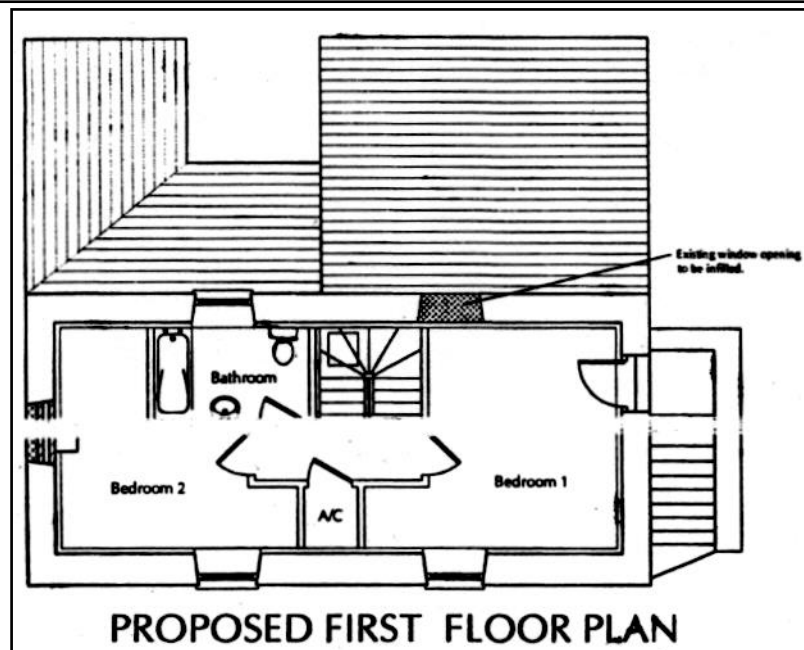 Existing window opening
to be infilled.
Bathroom
Bedroom 2
Bedroom 1
A/C
PROPOSED FIRST FLOOR PLAN